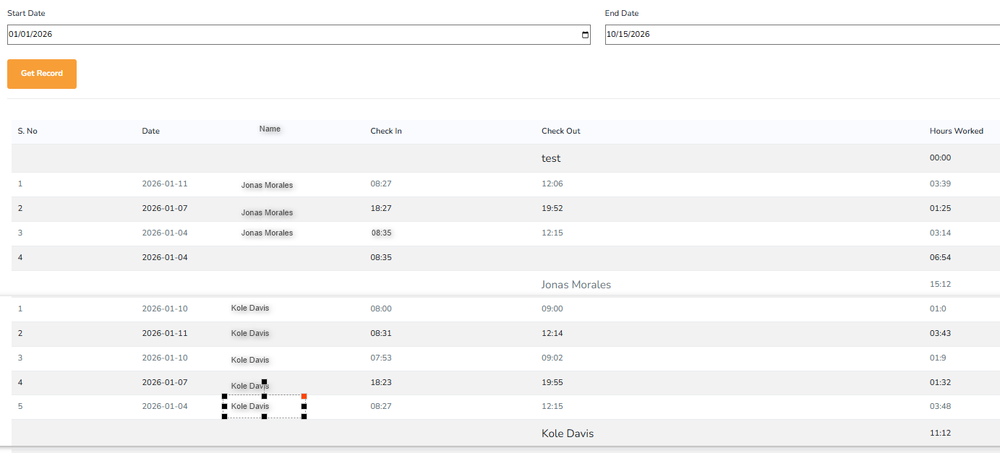 Start Date End Date
01/01/2026 10/15/2026
Get Record
S. No Date Name Check In Check Out Hours Worked
test 00:00
1 2026-01-11 Jonas Morales 08:27 12:06 03:39
2 2026-01-07 Jonas Morales 18:27 19:52 01:25
3 2026-01-04 Jonas Morales 08:35 12:15 03:14
4 2026-01-04 08:35 06:54
Jonas Morales 15:12
1 2026-01-10 Kole Davis 08:00 09:00 01:0
2 2026-01-11 Kole Davis 08:31 12:14 03:43
3 2026-01-10 Kole Davis 07:53 09:02 01:9
4 2026-01-07 Kole Davis 18:23 19:55 01:32
5 2026-01-04 Kole Davis 08:27 12:15 03:48
Kole Davis 11:12